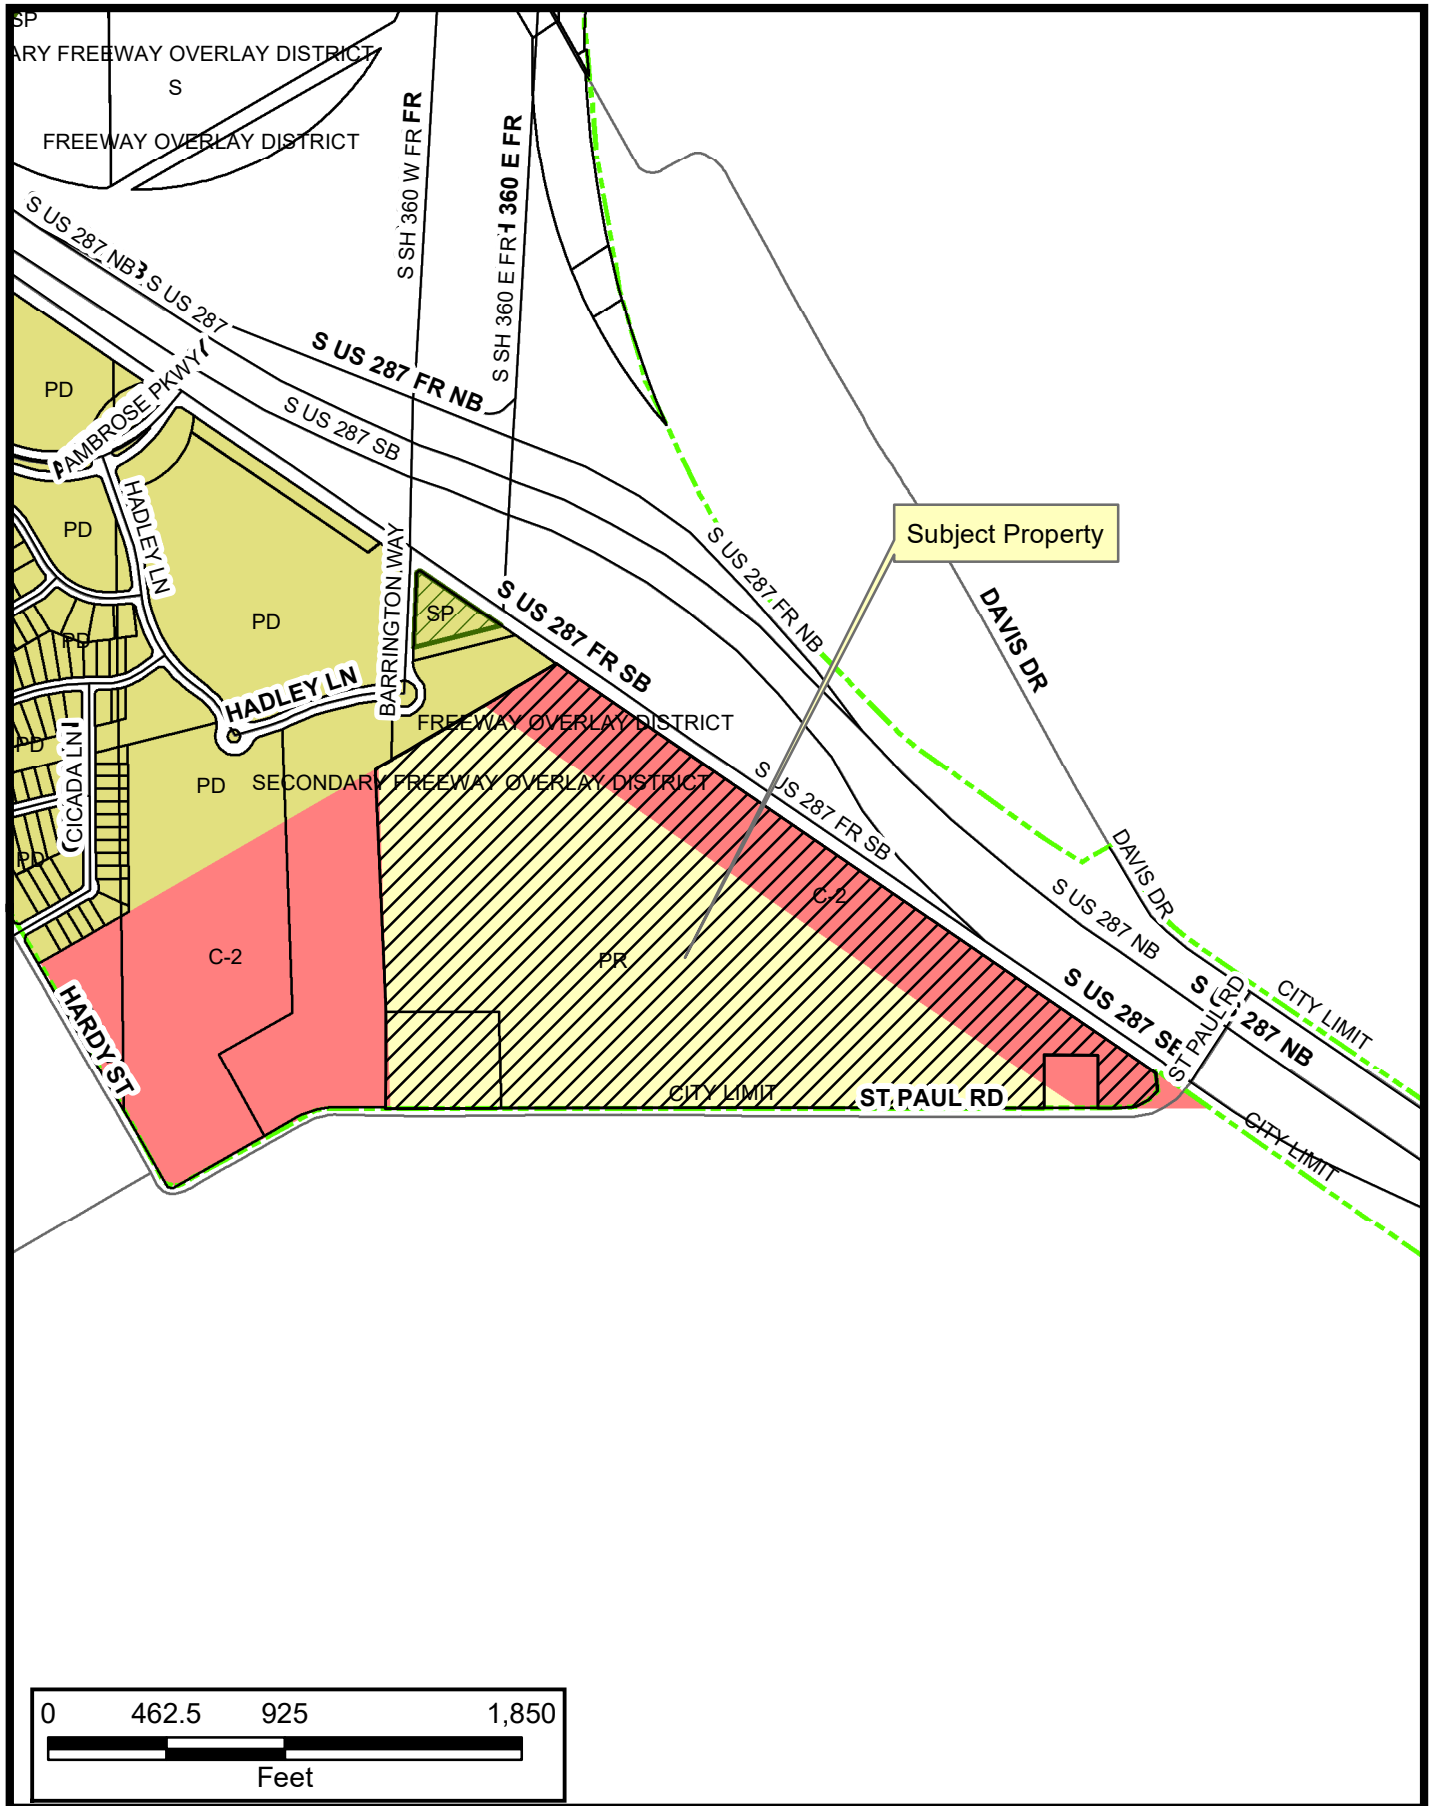 SP
ARY FREEWAY OVERLAY DISTRICT
S
FREEWAY OVERLAY DISTRICT
S SH 360 W FR
FR
S SH 360 E FR
H 360 E FR
S US 287 NB
S US 287
S US 287 FR NB
S US 287 SB
AMBROSE PKWY
PD
HADLEY LN
PD
BARRINGTON WAY
PD
SP
S US 287 FR SB
S US 287 FR NB
Subject Property
DAVIS DR
PD
HADLEY LN
FREEWAY OVERLAY DISTRICT
PD
CICADA LN
PD
SECONDARY FREEWAY OVERLAY DISTRICT
S US 287 FR SB
PD
C-2
DAVIS DR
S US 287 NB
C-2
PR
HARDY ST
S US 287 SB
ST PAUL RD
287 NB
CITY LIMIT
CITY LIMIT
ST PAUL RD
CITY LIMIT
0 462.5 925 1,850
Feet